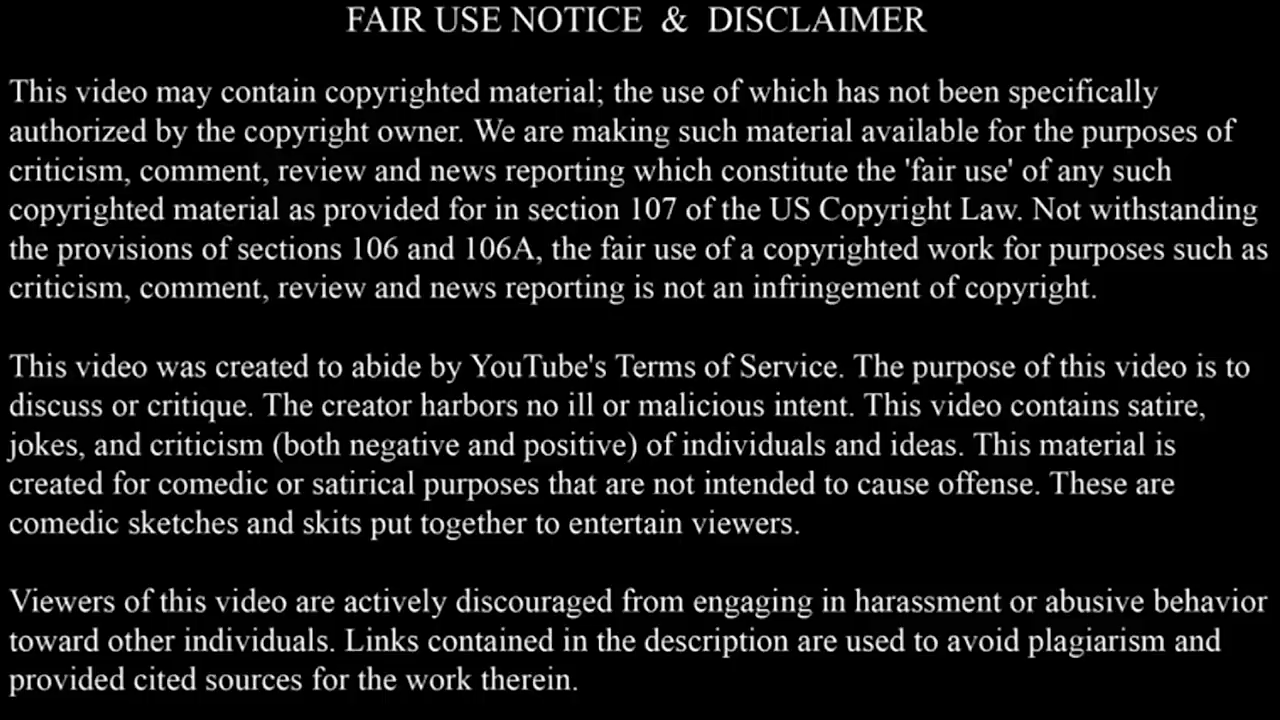 FAIR USE NOTICE & DISCLAIMER
This video may contain copyrighted material; the use of which has not been specifically
authorized by the copyright owner. We are making such material available for the purposes of
criticism, comment, review and news reporting which constitute the 'fair use' of any such
copyrighted material as provided for in section 107 of the US Copyright Law. Not withstanding
the provisions of sections 106 and 106A, the fair use of a copyrighted work for purposes such as
criticism, comment, review and news reporting is not an infringement of copyright.
This video was created to abide by YouTube's Terms of Service. The purpose of this video is to
discuss or critique. The creator harbors no ill or malicious intent. This video contains satire,
jokes, and criticism (both negative and positive) of individuals and ideas. This material is
created for comedic or satirical purposes that are not intended to cause offense. These are
comedic sketches and skits put together to entertain viewers.
Viewers of this video are actively discouraged from engaging in harassment or abusive behavior
toward other individuals. Links contained in the description are used to avoid plagiarism and
provided cited sources for the work therein.